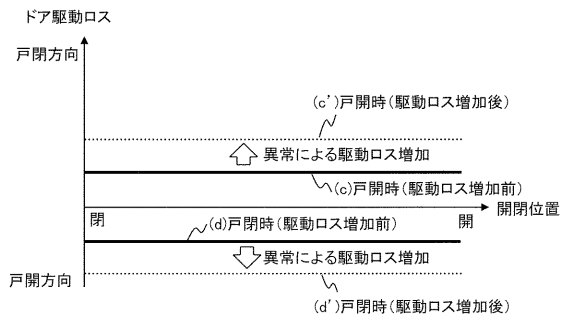 ドア駆動ロス
戸閉方向
(c')戸開時(駆動ロス増加後)
異常による駆動ロス増加
(c)戸開時(駆動ロス増加前)
開閉位置
閉
(d)戸閉時(駆動ロス増加前)
開
異常による駆動ロス増加
戸開方向
(d')戸閉時(駆動ロス増加後)